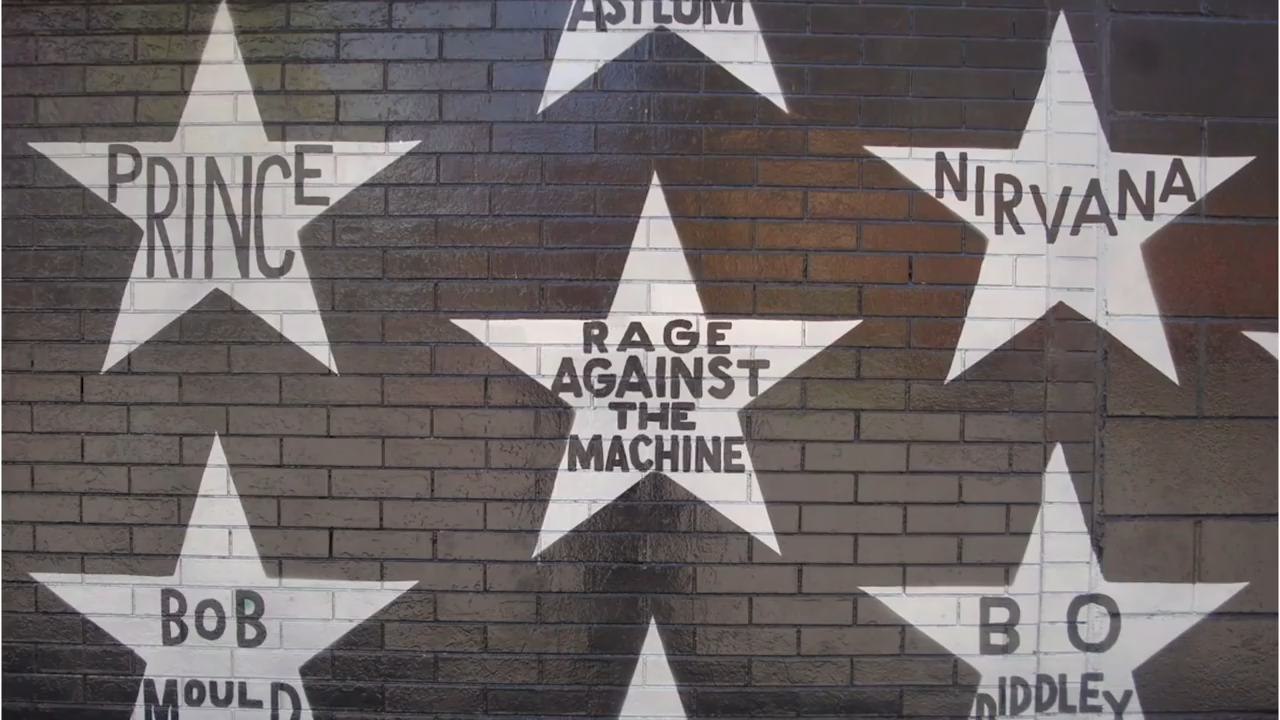 ASYLUM
PRINCE
NIRVANA
RAGE
AGAINST
THE
MACHINE
BOB
MOULD
BO
DIDDLEY